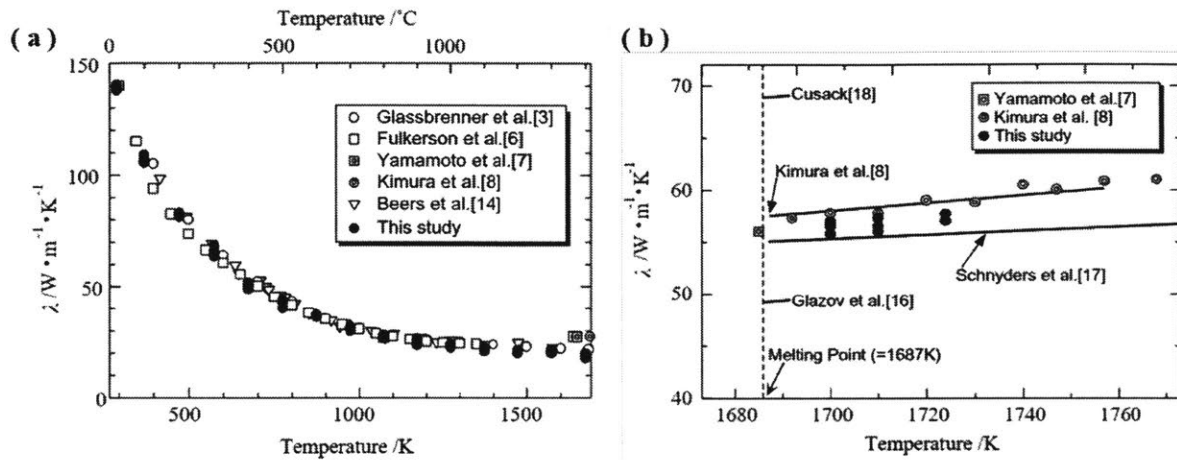 ( a )
Temperature /°C
0 500 1000
150
100
50
0
λ /W・m⁻¹・K⁻¹
Glassbrenner et al.[3]
Fulkerson et al.[6]
Yamamoto et al.[7]
Kimura et al.[8]
Beers et al.[14]
This study
500 1000 1500
Temperature /K
( b )
70
60
50
40
λ /W・m⁻¹・K⁻¹
Cusack[18]
Yamamoto et al.[7]
Kimura et al. [8]
This study
Kimura et al.[8]
Schnyders et al.[17]
Glazov et al.[16]
Melting Point (=1687K)
1680 1700 1720 1740 1760
Temperature /K